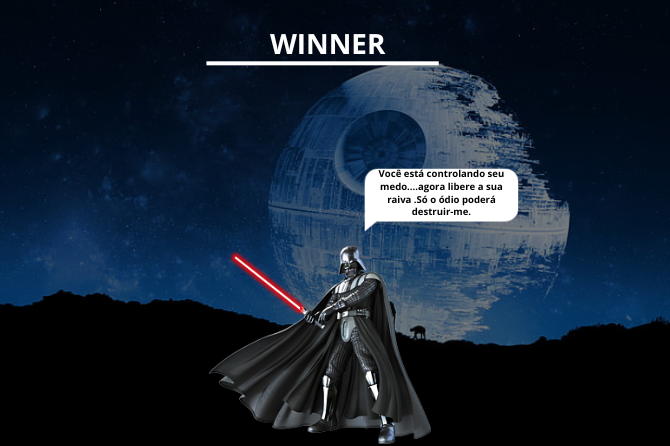 WINNER
Você está controlando seu
medo....agora libere a sua
raiva .Só o ódio poderá
destruir-me.